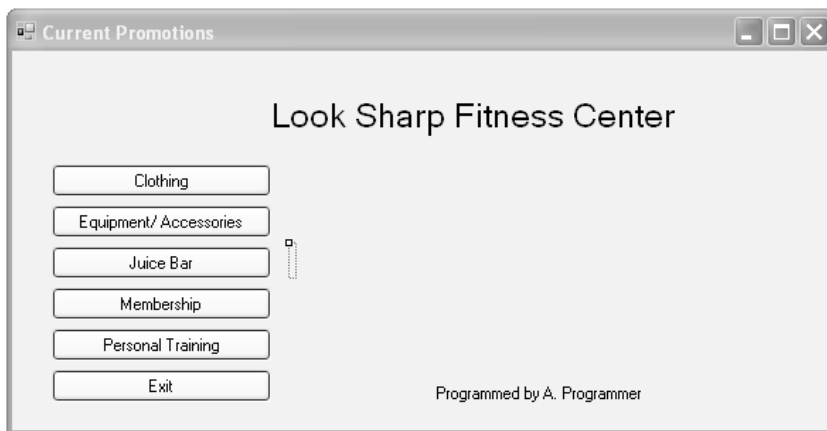 Current Promotions
Look Sharp Fitness Center
Clothing
Equipment/ Accessories
Juice Bar
Membership
Personal Training
Exit
Programmed by A. Programmer